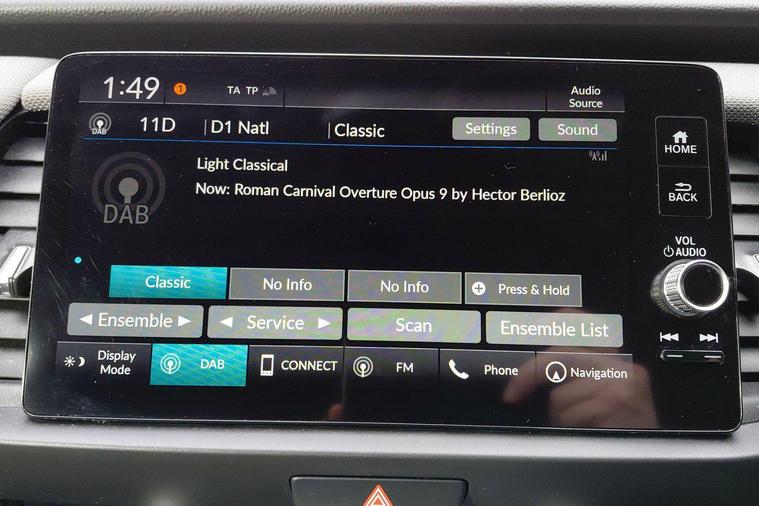 1:49 1 TA TP Audio
Source
DAB 11D D1 Natl Classic Settings Sound
HOME
Light Classical
DAB
Now: Roman Carnival Overture Opus 9 by Hector Berlioz
BACK
VOL
AUDIO
Classic No Info No Info Press & Hold
Ensemble Service Scan Ensemble List
Display
Mode
DAB CONNECT FM Phone Navigation